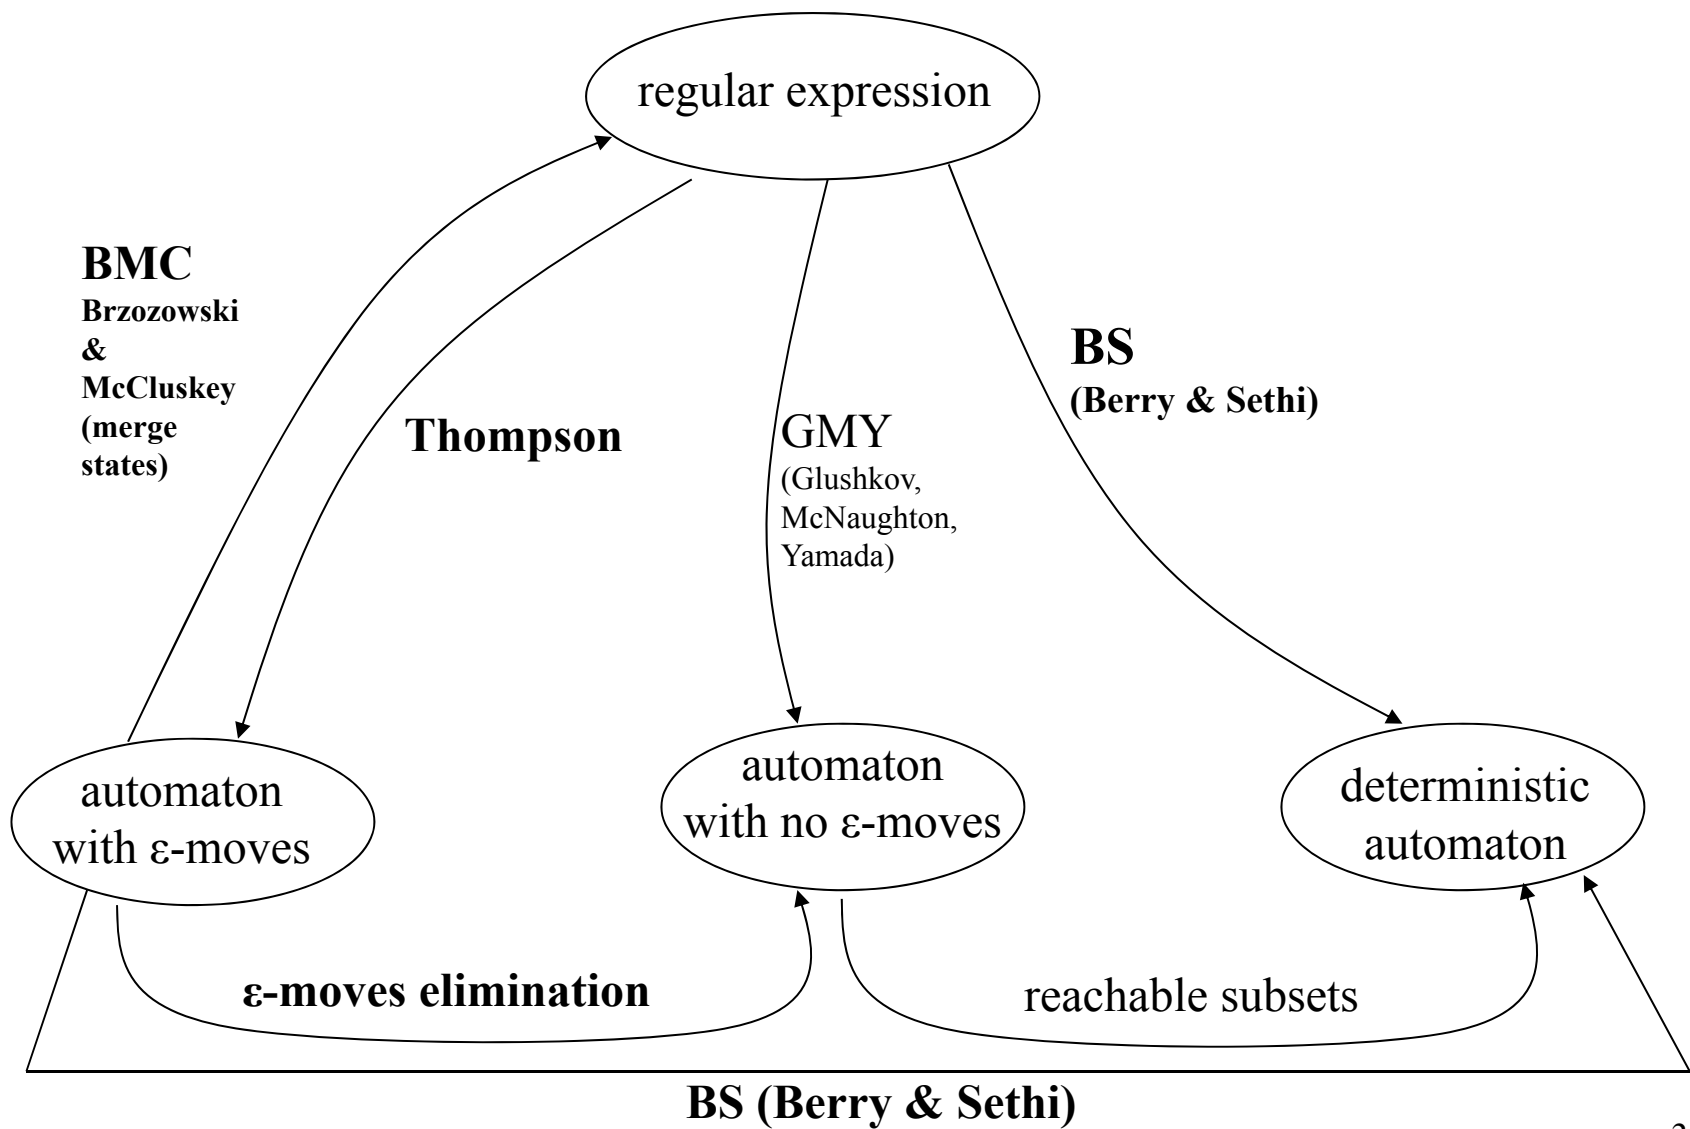 regular expression
BMC
Brzozowski
&
McCluskey
(merge
states)
Thompson
GMY
(Glushkov,
McNaughton,
Yamada)
BS
(Berry & Sethi)
automaton
with ε-moves
automaton
with no ε-moves
deterministic
automaton
ε-moves elimination
reachable subsets
BS (Berry & Sethi)